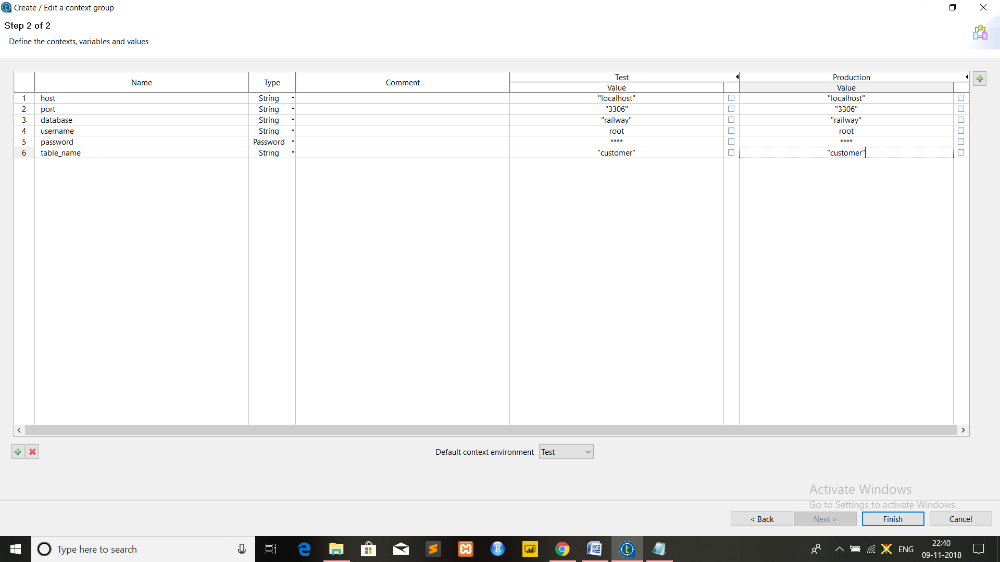 Create / Edit a context group
Step 2 of 2
Define the contexts, variables and values
Name Type Comment Test Production
Value Value
1 host String "localhost" "localhost"
2 port String "3306" "3306"
3 database String "railway" "railway"
4 username String root root
5 password Password **** ****
6 table_name String "customer" "customer"
Default context environment Test
Activate Windows
Go to Settings to activate Windows.
< Back Next > Finish Cancel
Type here to search
ENG
22:40
09-11-2018